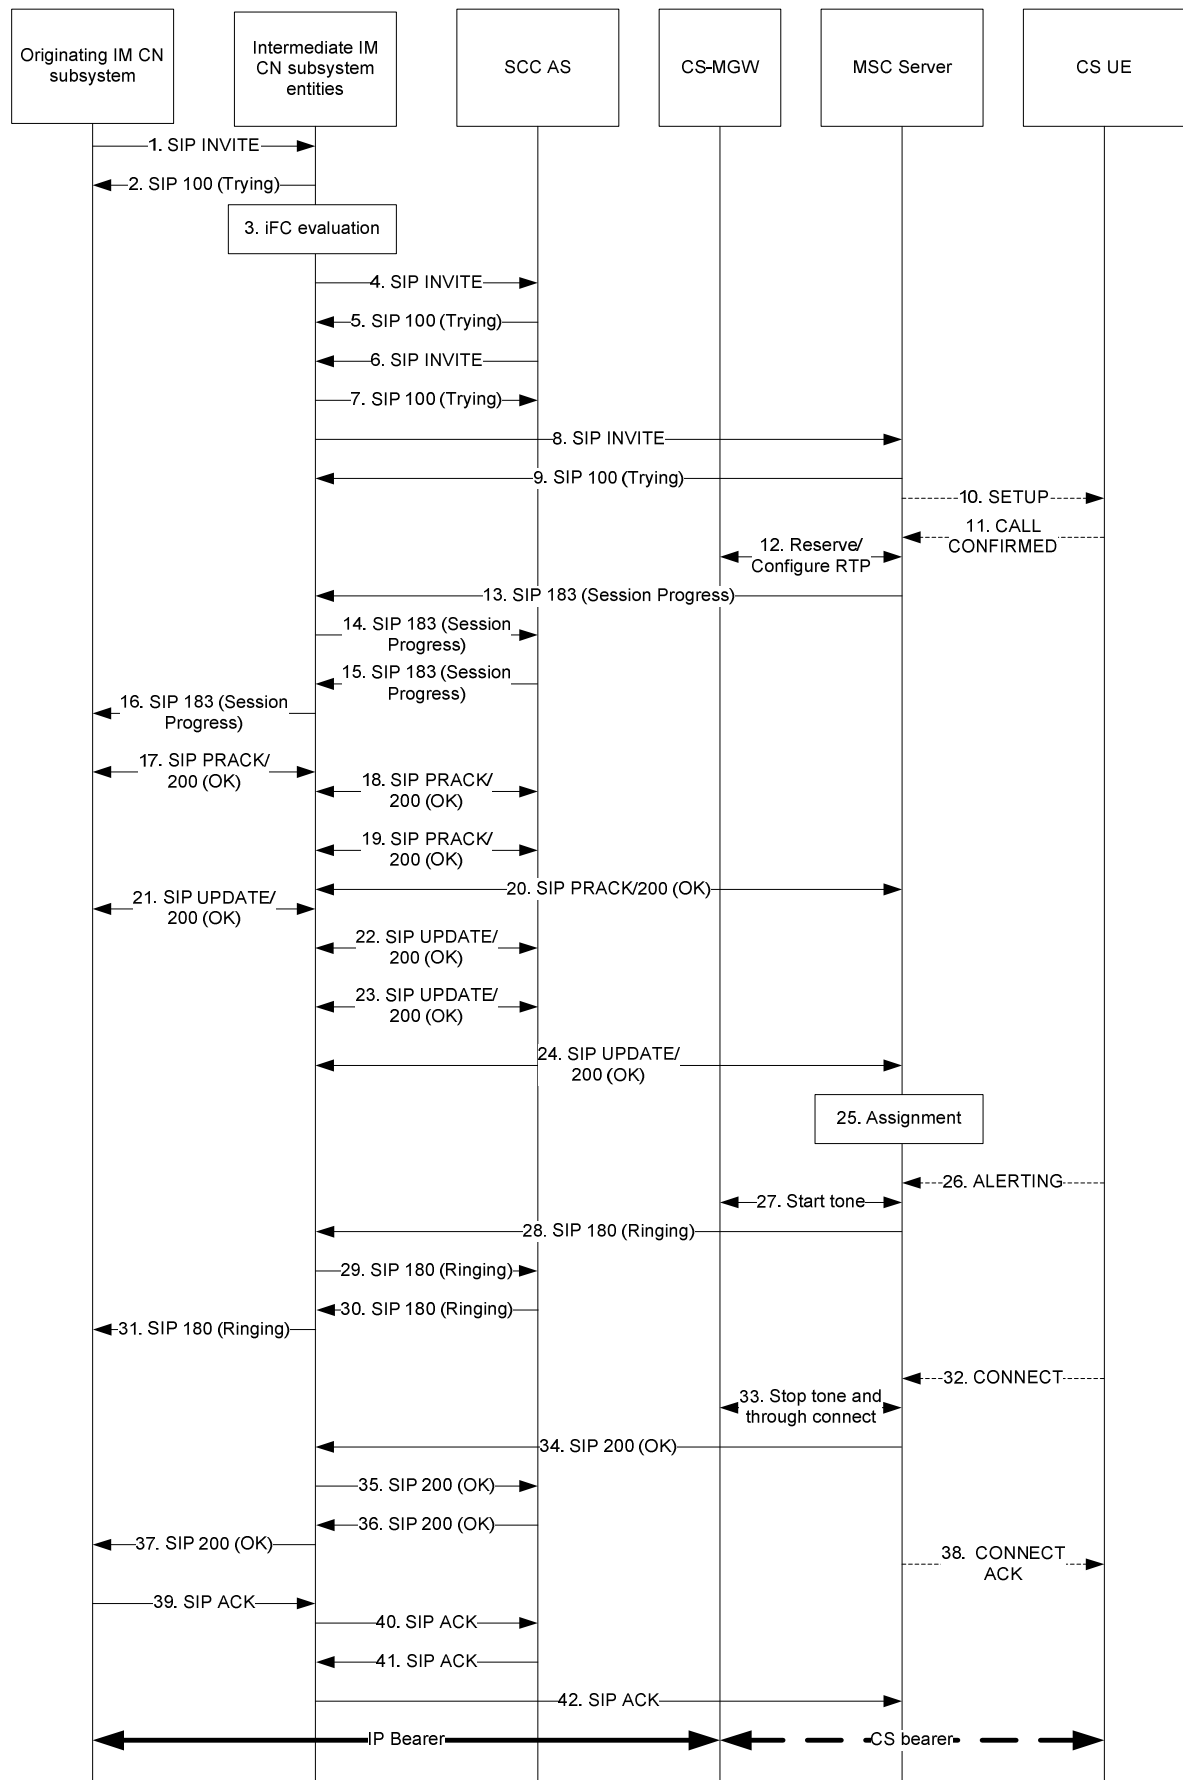 Originating IM CN
subsystem
Intermediate IM
CN subsystem
entities
SCC AS
CS-MGW
MSC Server
CS UE
1. SIP INVITE
2. SIP 100 (Trying)
3. iFC evaluation
4. SIP INVITE
5. SIP 100 (Trying)
6. SIP INVITE
7. SIP 100 (Trying)
8. SIP INVITE
9. SIP 100 (Trying)
10. SETUP
11. CALL
CONFIRMED
12. Reserve/
Configure RTP
13. SIP 183 (Session Progress)
14. SIP 183 (Session
Progress)
15. SIP 183 (Session
Progress)
16. SIP 183 (Session
Progress)
17. SIP PRACK/
200 (OK)
18. SIP PRACK/
200 (OK)
19. SIP PRACK/
200 (OK)
20. SIP PRACK/200 (OK)
21. SIP UPDATE/
200 (OK)
22. SIP UPDATE/
200 (OK)
23. SIP UPDATE/
200 (OK)
24. SIP UPDATE/
200 (OK)
25. Assignment
26. ALERTING
27. Start tone
28. SIP 180 (Ringing)
29. SIP 180 (Ringing)
30. SIP 180 (Ringing)
31. SIP 180 (Ringing)
32. CONNECT
33. Stop tone and
through connect
34. SIP 200 (OK)
35. SIP 200 (OK)
36. SIP 200 (OK)
37. SIP 200 (OK)
38. CONNECT
ACK
39. SIP ACK
40. SIP ACK
41. SIP ACK
42. SIP ACK
IP Bearer
CS bearer